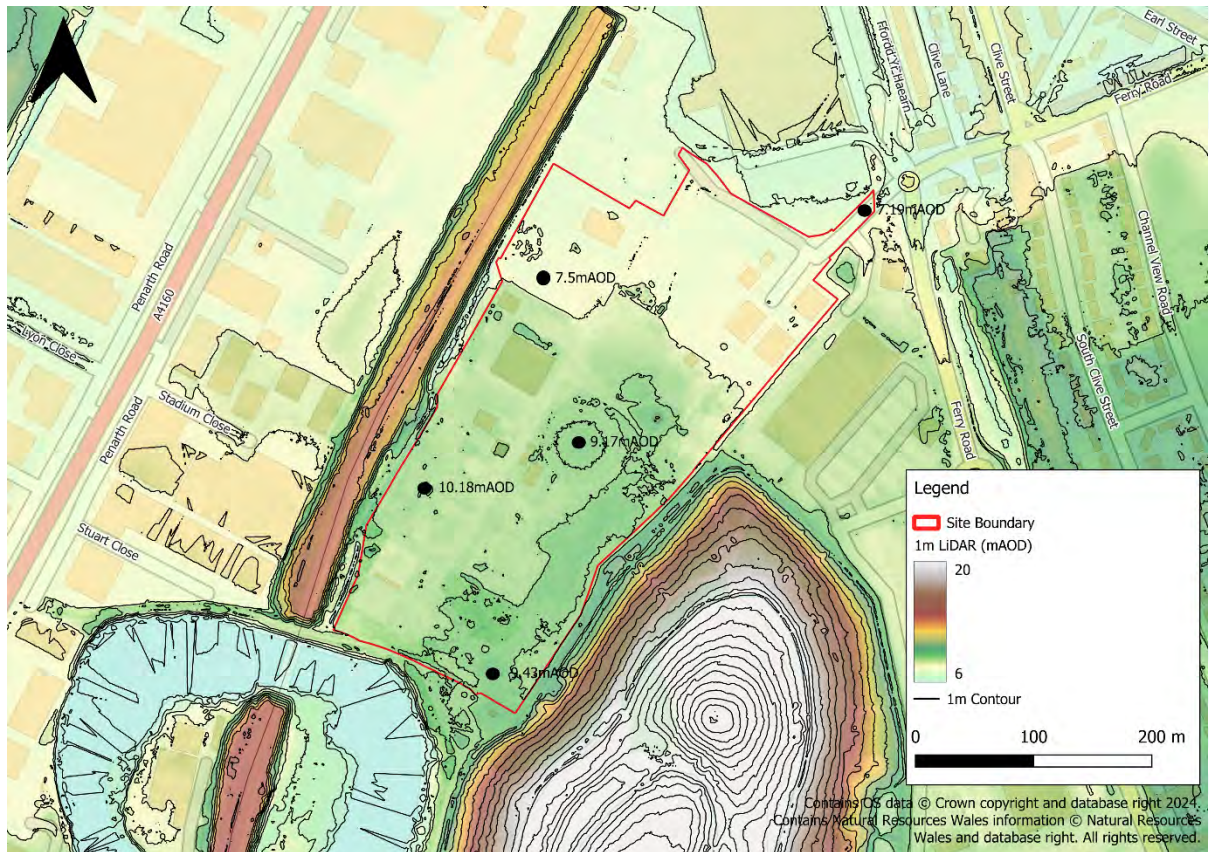 Earl Street
Ffordd Yr Haearn
Clive Lane
Clive Street
Ferry Road
7.19mAOD
Penarth Road
A4160
7.5mAOD
Channel View Road
Lyon Close
South Clive Street
Stadium Close
Penarth Road
Ferry Road
9.17mAOD
10.18mAOD
Stuart Close
9.43mAOD
Legend
Site Boundary
1m LiDAR (mAOD)
20
6
1m Contour
0 100 200 m
Contains OS data © Crown copyright and database right 2024.
Contains Natural Resources Wales information © Natural Resources
Wales and database right. All rights reserved.